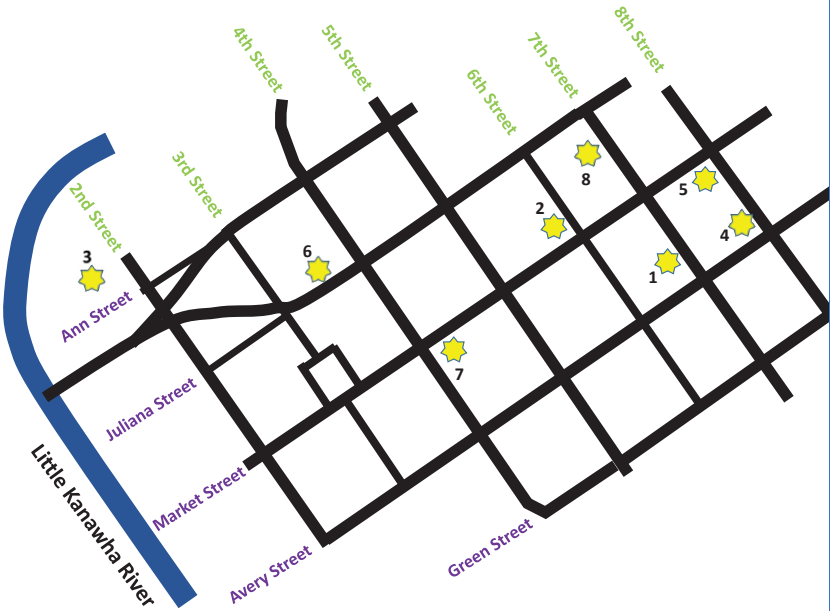 8th Street
7th Street
5th Street
4th Street
6th Street
3rd Street
2nd Street
8
5
2
4
6
3
1
Ann Street
7
Juliana Street
Market Street
Green Street
Avery Street
Little Kanawha River